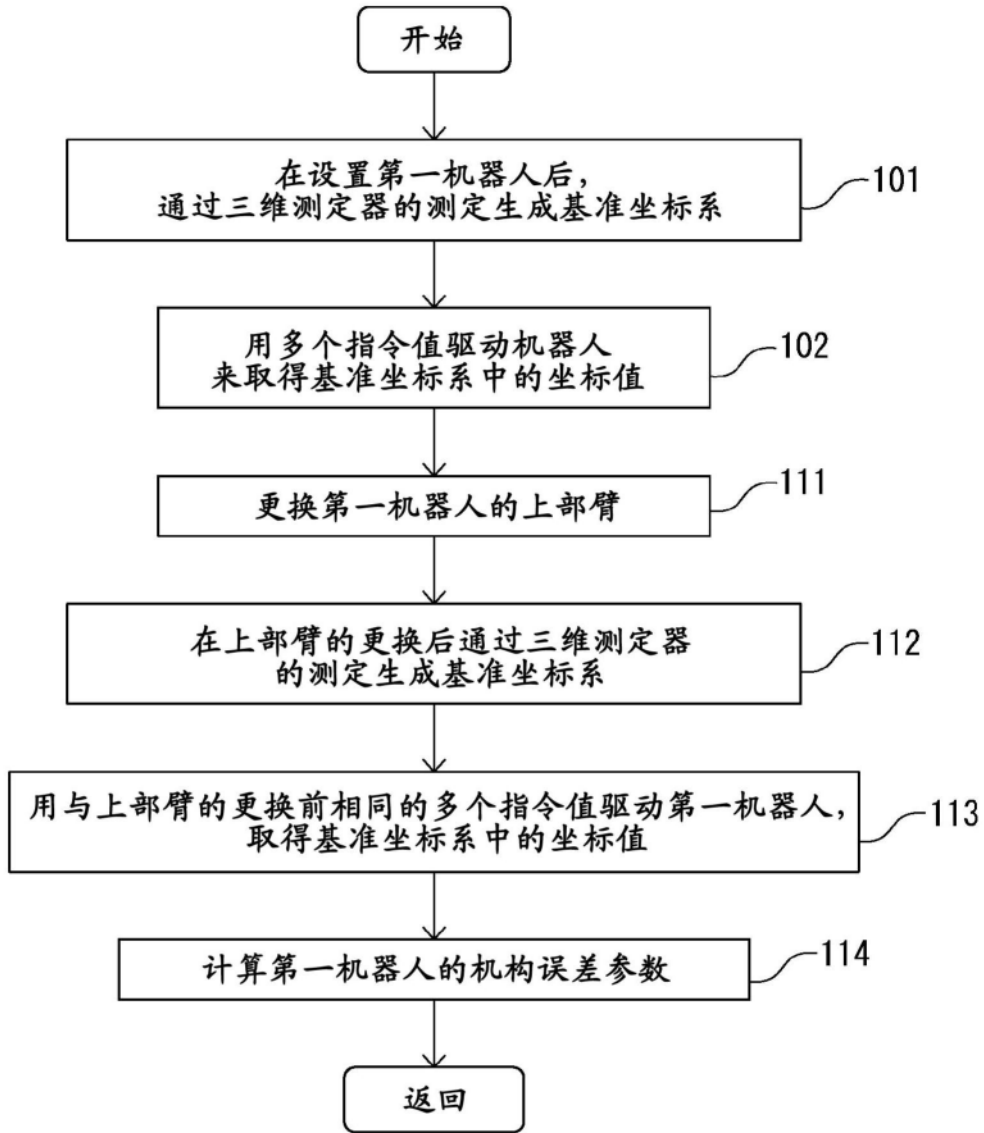 开始
在设置第一机器人后，
通过三维测定器的测定生成基准坐标系
101
用多个指令值驱动机器人
来取得基准坐标系中的坐标值
102
更换第一机器人的上部臂
111
在上部臂的更换后通过三维测定器
的测定生成基准坐标系
112
用与上部臂的更换前相同的多个指令值驱动第一机器人，
取得基准坐标系中的坐标值
113
计算第一机器人的机构误差参数
114
返回